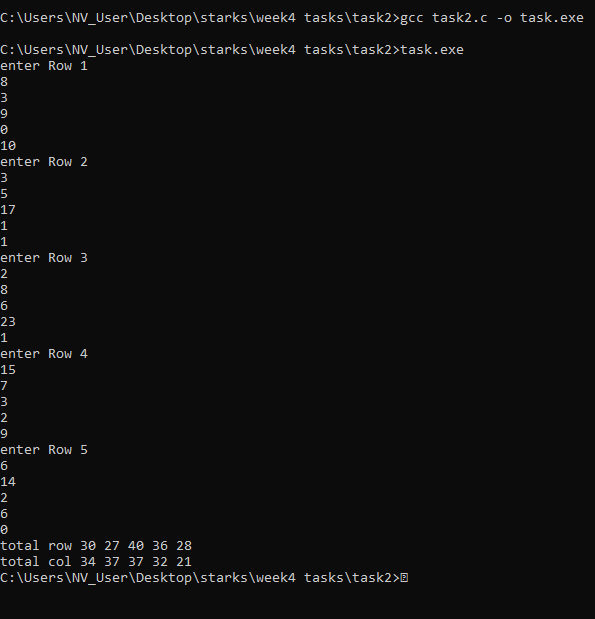 C:\Users\NV_User\Desktop\starks\week4 tasks\task2>gcc task2.c -o task.exe
C:\Users\NV_User\Desktop\starks\week4 tasks\task2>task.exe
enter Row 1
8
3
9
0
10
enter Row 2
3
5
17
1
1
enter Row 3
2
8
6
23
1
enter Row 4
15
7
3
2
9
enter Row 5
6
14
2
6
0
total row 30 27 40 36 28
total col 34 37 37 32 21
C:\Users\NV_User\Desktop\starks\week4 tasks\task2>